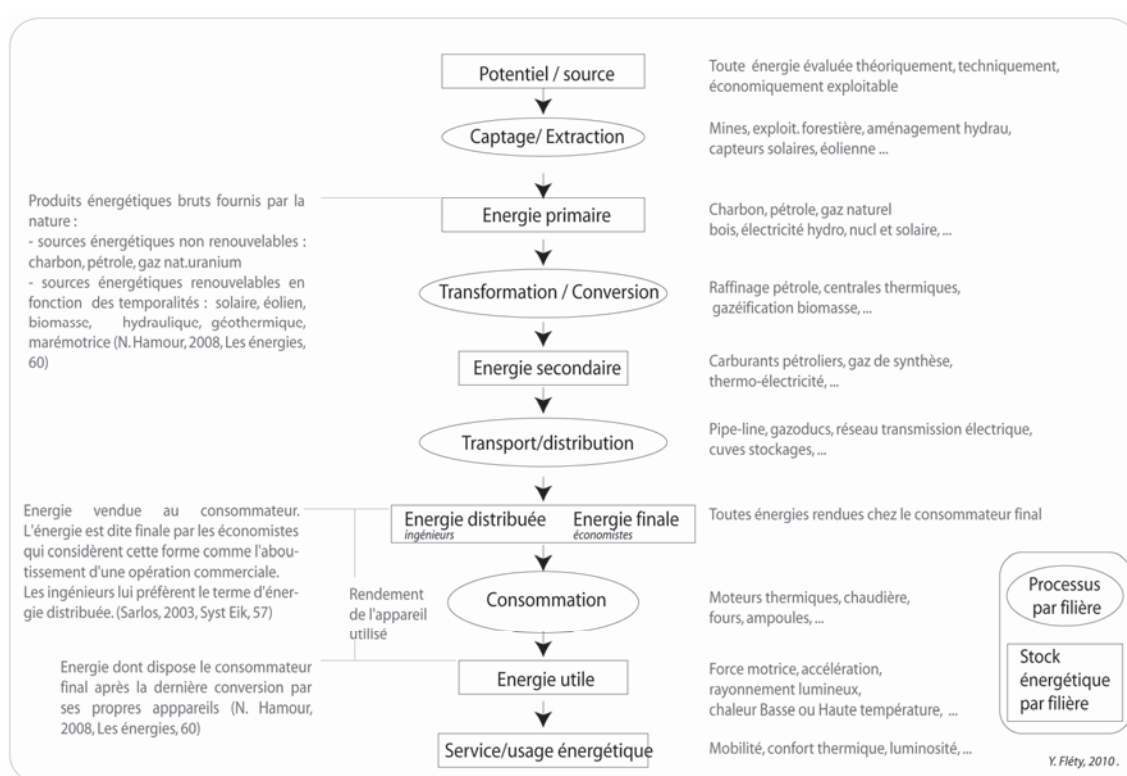 Potentiel / source
Toute énergie évaluée théoriquement, techniquement,
économiquement exploitable
Captage/ Extraction
Mines, exploit. forestière, aménagement hydrau,
capteurs solaires, éolienne ...
Produits énergétiques bruts fournis par la
nature :
- sources énergétiques non renouvelables :
charbon, pétrole, gaz nat.uranium
- sources énergétiques renouvelables en
fonction des temporalités : solaire, éolien,
biomasse, hydraulique, géothermique,
marémotrice (N. Hamour, 2008, Les énergies,
60)
Energie primaire
Charbon, pétrole, gaz naturel
bois, électricité hydro, nucl et solaire, ...
Transformation / Conversion
Raffinage pétrole, centrales thermiques,
gazéification biomasse, ...
Energie secondaire
Carburants pétroliers, gaz de synthèse,
thermo-électricité, ...
Transport/distribution
Pipe-line, gazoducs, réseau transmission électrique,
cuves stockages, ...
Energie vendue au consommateur.
L'énergie est dite finale par les économistes
qui considèrent cette forme comme l'abou-
tissement d'une opération commerciale.
Les ingénieurs lui préfèrent le terme d'éner-
gie distribuée. (Sarlos, 2003, Syst Eik, 57)
Energie distribuée Energie finale
ingénieurs économistes
Toutes énergies rendues chez le consommateur final
Rendement
de l'appareil
utilisé
Consommation
Moteurs thermiques, chaudière,
fours, ampoules, ...
Energie dont dispose le consommateur
final après la dernière conversion par
ses propres apppareils (N. Hamour,
2008, Les énergies, 60)
Energie utile
Force motrice, accélération,
rayonnement lumineux,
chaleur Basse ou Haute température, ...
Service/usage énergétique
Mobilité, confort thermique, luminosité, ...
Processus
par filière
Stock
énergétique
par filière
Y. Fléty, 2010 .